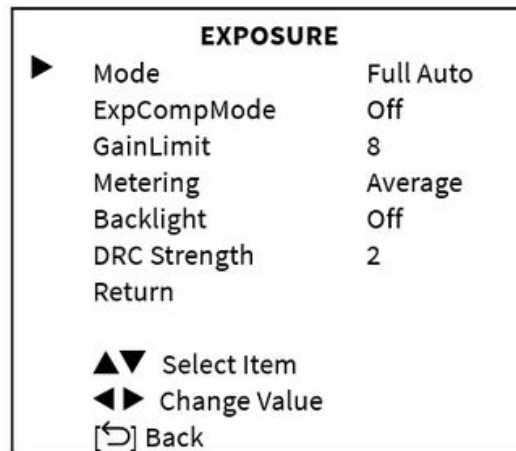 EXPOSURE
▶ Mode Full Auto
ExpCompMode Off
GainLimit 8
Metering Average
Backlight Off
DRC Strength 2
Return
▲▼ Select Item
◀▶ Change Value
[⮌] Back